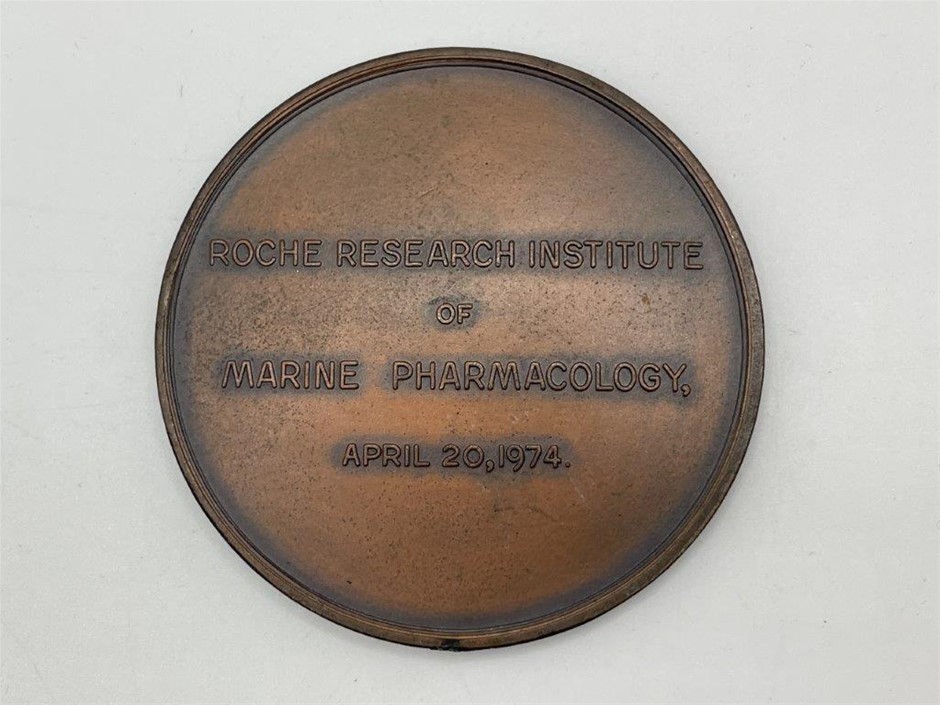 ROCHE RESEARCH INSTITUTE
OF
MARINE PHARMACOLOGY,
APRIL 20, 1974.